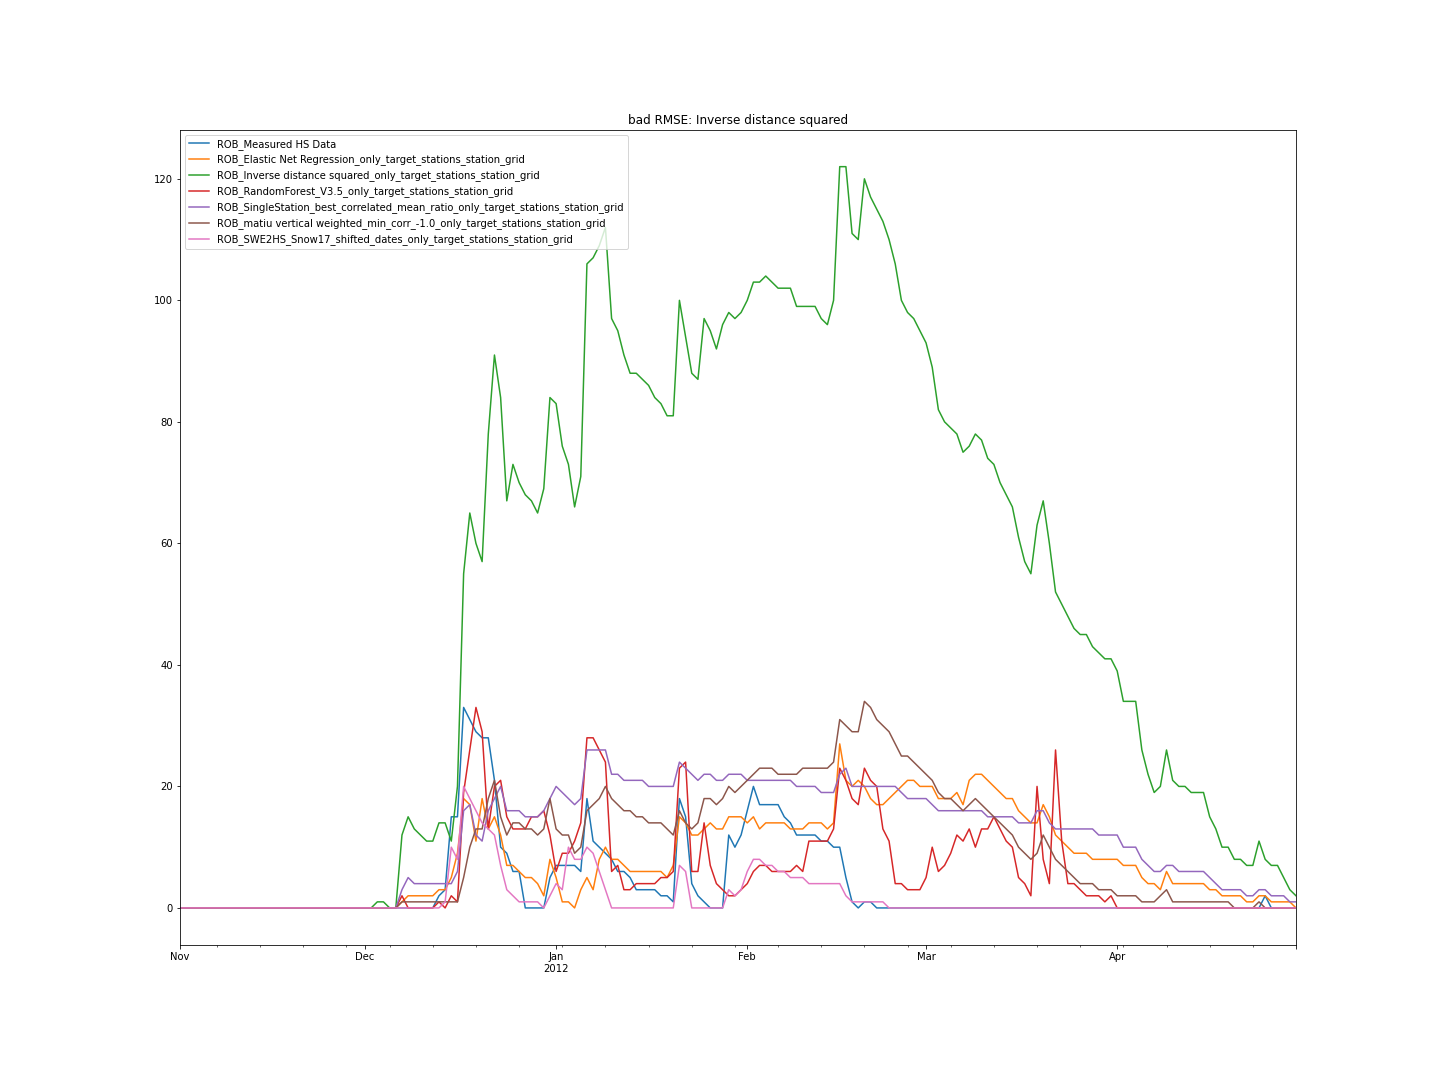 bad RMSE: Inverse distance squared
ROB_Measured HS Data
ROB_Elastic Net Regression_only_target_stations_station_grid
ROB_Inverse distance squared_only_target_stations_station_grid
ROB_RandomForest_V3.5_only_target_stations_station_grid
ROB_SingleStation_best_correlated_mean_ratio_only_target_stations_station_grid
ROB_matiu vertical weighted_min_corr_-1.0_only_target_stations_station_grid
ROB_SWE2HS_Snow17_shifted_dates_only_target_stations_station_grid
120
100
80
60
40
20
0
Nov Dec Jan Feb Mar Apr
2012